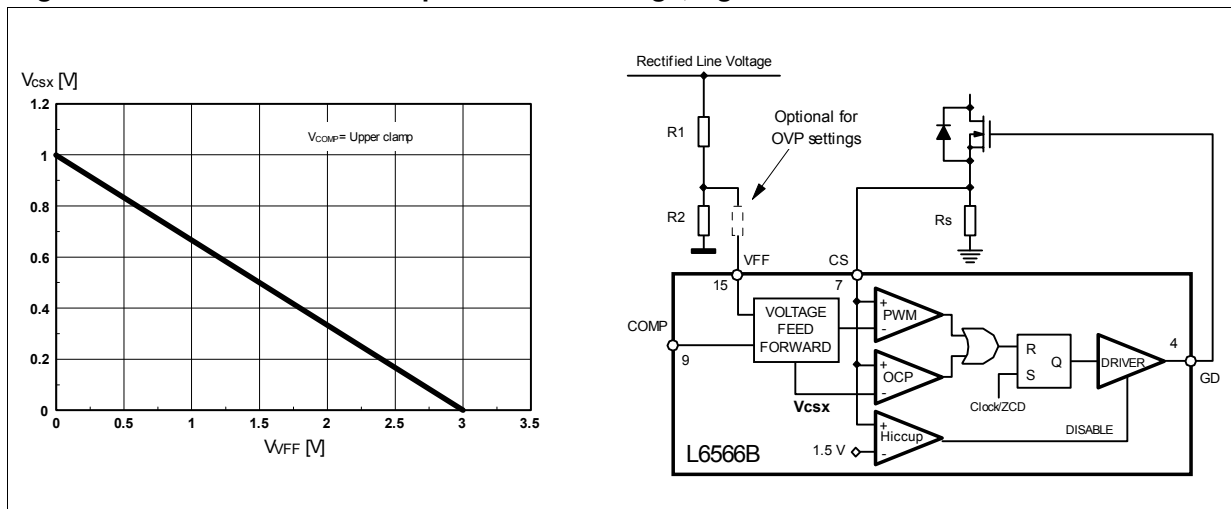 Vcsx [V]
1.2
1
0.8
0.6
0.4
0.2
0
VCOMP= Upper clamp
0
0.5
1
1.5
2
2.5
3
3.5
VVFF [V]
Rectified Line Voltage
R1
Optional for
OVP settings
R2
Rs
VFF
CS
15
7
COMP
9
VOLTAGE
FEED
FORWARD
+
PWM
-
+
OCP
-
Vcsx
+
Hiccup
-
1.5 V
R
Q
S
Clock/ZCD
DRIVER
4
GD
DISABLE
L6566B